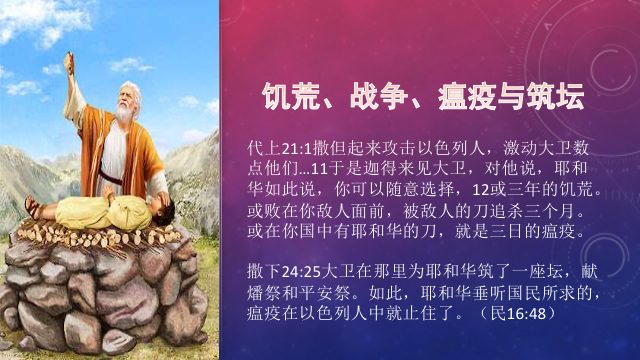 饥荒、战争、瘟疫与筑坛
代上21:1撒但起来攻击以色列人，激动大卫数
点他们…11于是迦得来见大卫，对他说，耶和
华如此说，你可以随意选择，12或三年的饥荒。
或败在你敌人面前，被敌人的刀追杀三个月。
或在你国中有耶和华的刀，就是三日的瘟疫。
撒下24:25大卫在那里为耶和华筑了一座坛，献
燔祭和平安祭。如此，耶和华垂听国民所求的，
瘟疫在以色列人中就止住了。（民16:48）